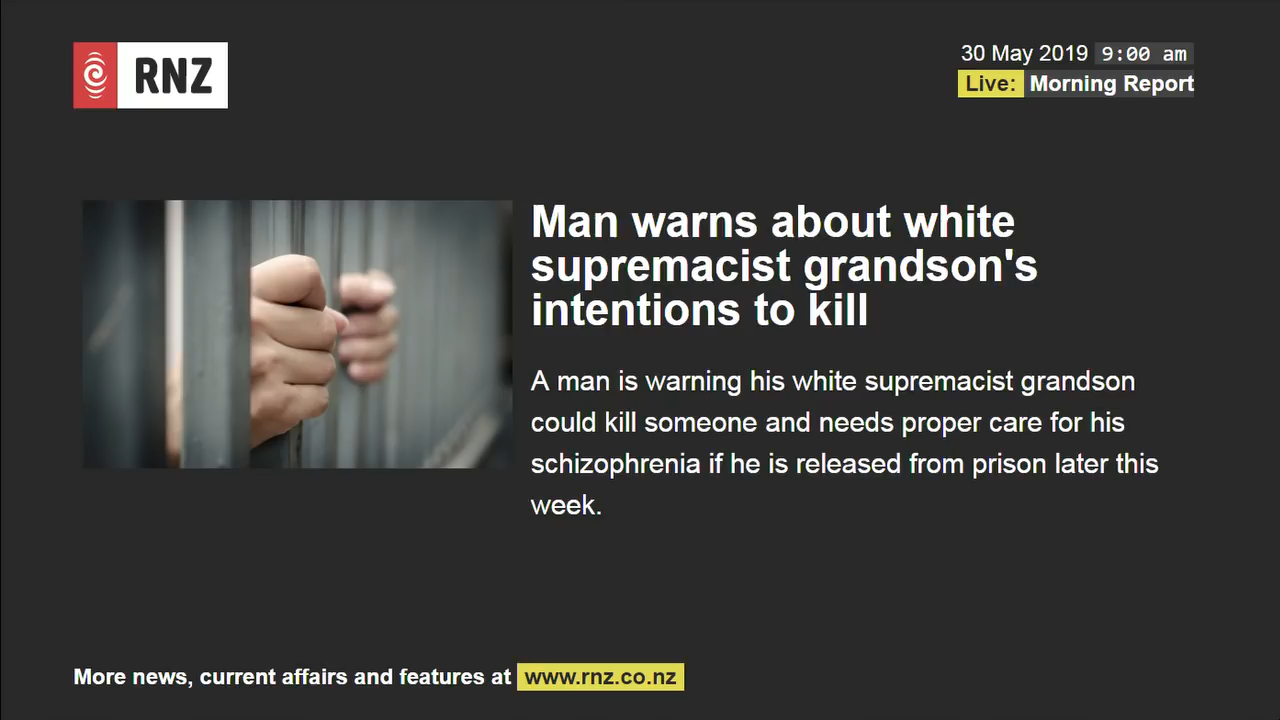 RNZ
30 May 2019 9:00 am
Live: Morning Report
Man warns about white
supremacist grandson's
intentions to kill
A man is warning his white supremacist grandson
could kill someone and needs proper care for his
schizophrenia if he is released from prison later this
week.
More news, current affairs and features at www.rnz.co.nz